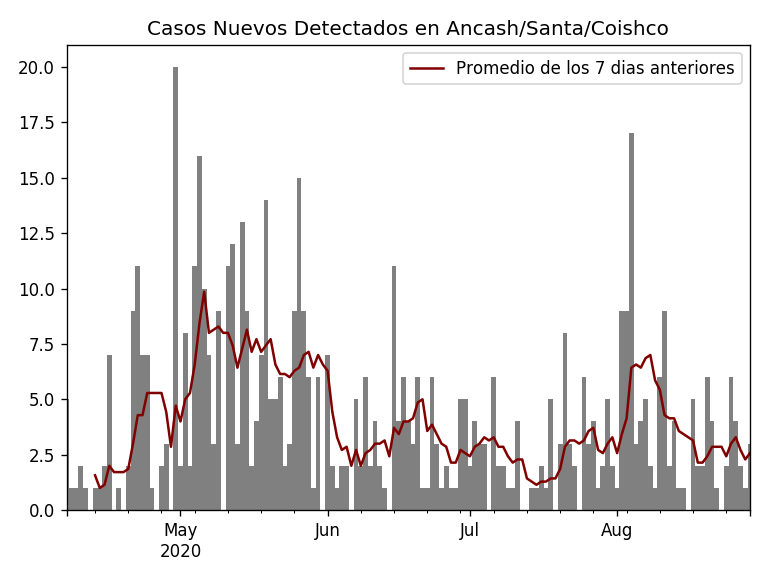 Casos Nuevos Detectados en Ancash/Santa/Coishco
Promedio de los 7 dias anteriores
20.0
17.5
15.0
12.5
10.0
7.5
5.0
2.5
0.0
May
2020
Jun
Jul
Aug